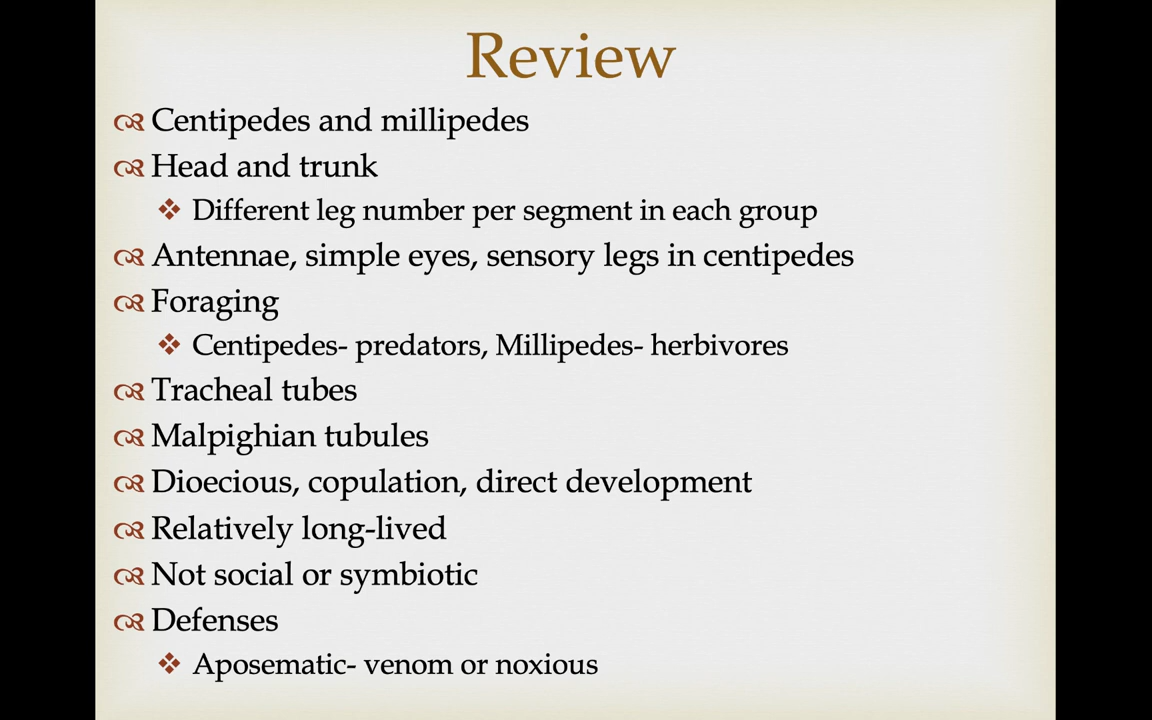 Review
Centipedes and millipedes
Head and trunk
Different leg number per segment in each group
Antennae, simple eyes, sensory legs in centipedes
Foraging
Centipedes- predators, Millipedes- herbivores
Tracheal tubes
Malpighian tubules
Dioecious, copulation, direct development
Relatively long-lived
Not social or symbiotic
Defenses
Aposematic- venom or noxious